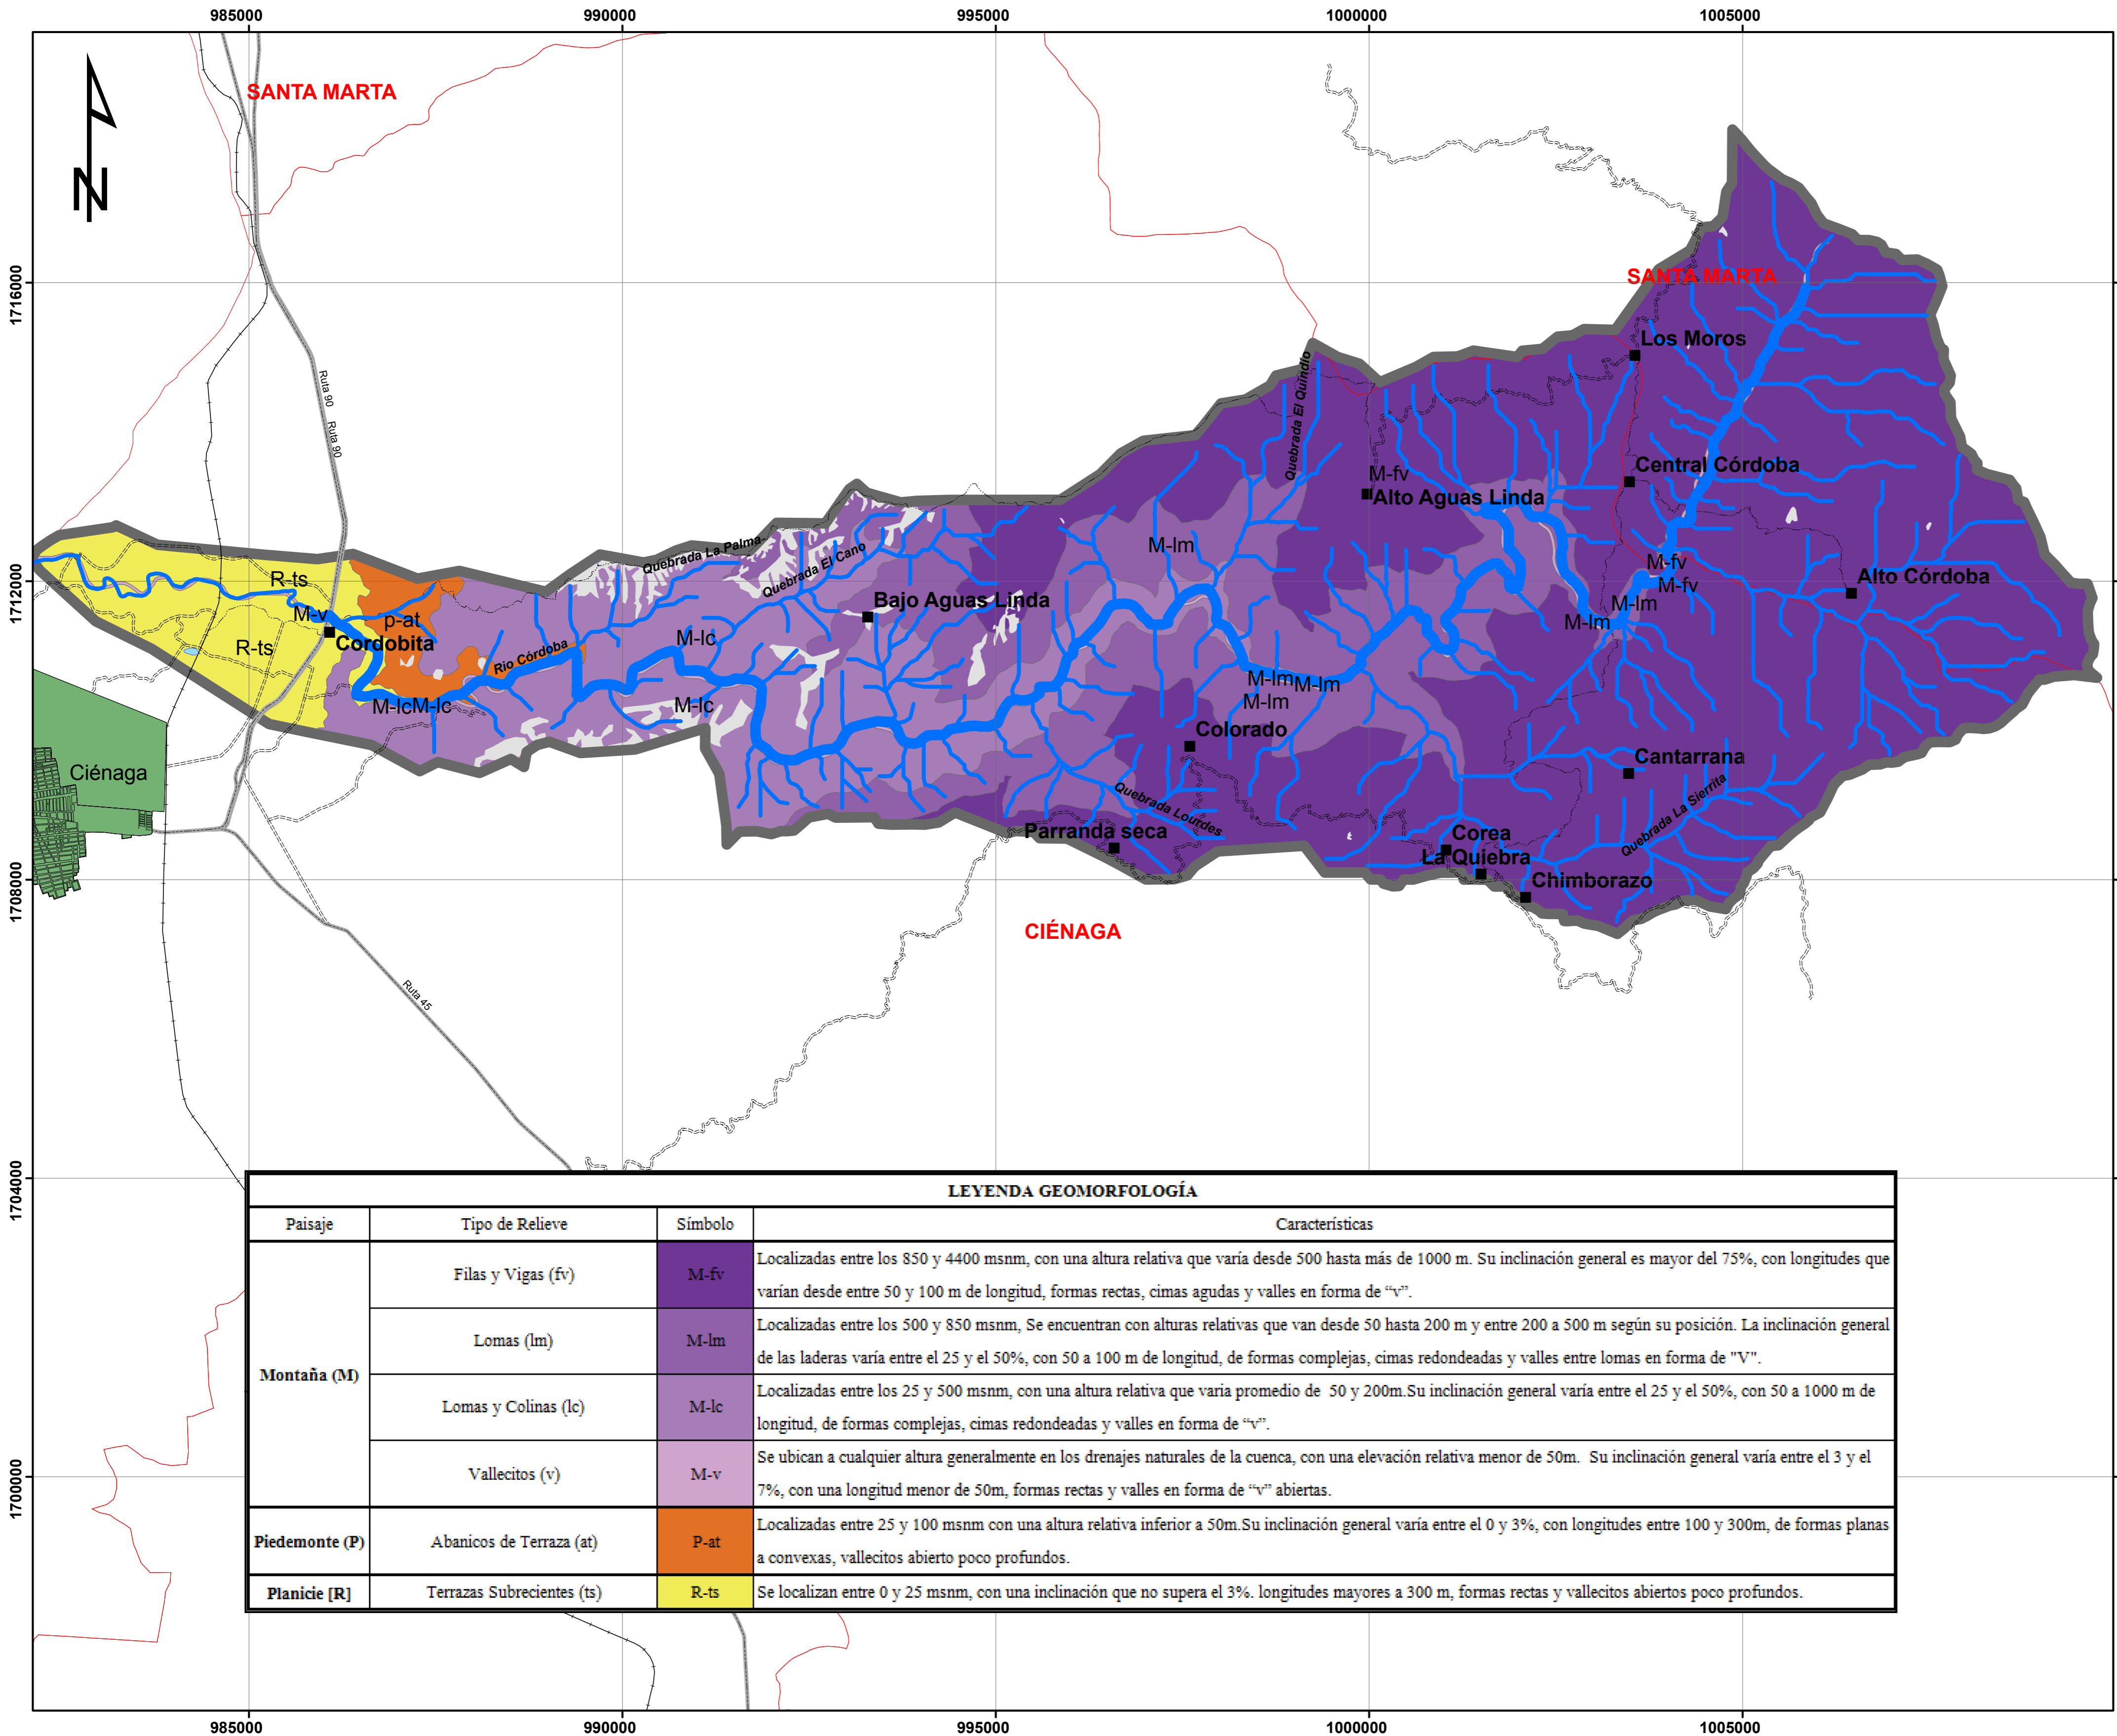 985000 990000 995000 1000000 1005000
SANTA MARTA
N
1716000
SANTA MARTA
Los Moros
Quebrada El Quindio
Ruta 90
Ruta 90
Central Córdoba
M-fv
Alto Aguas Linda
Quebrada La Palma
M-lm
Quebrada El Cano
M-fv
1712000
R-ts
M-fv
Alto Córdoba
M-v
p-at
Bajo Aguas Linda
M-lm
M-lm
Cordobita
R-ts
M-lc
Rio Córdoba
M-lm
M-lm
M-lc
M-lc
M-lc
M-lm
Colorado
Cantarrana
Ciénaga
Quebrada Lourdes
Quebrada La Sierrita
Parranda seca
Corea
La Quiebra
1708000
Chimborazo
CIÉNAGA
Ruta 45
1704000
LEYENDA GEOMORFOLOGÍA
Paisaje Tipo de Relieve Símbolo Características
Montaña (M)
Filas y Vigas (fv) M-fv
Localizadas entre los 850 y 4400 msnm, con una altura relativa que varía desde 500 hasta más de 1000 m. Su inclinación general es mayor del 75%, con longitudes que
varían desde entre 50 y 100 m de longitud, formas rectas, cimas agudas y valles en forma de “v”.
Lomas (lm) M-lm
Localizadas entre los 500 y 850 msnm, Se encuentran con alturas relativas que van desde 50 hasta 200 m y entre 200 a 500 m según su posición. La inclinación general
de las laderas varía entre el 25 y el 50%, con 50 a 100 m de longitud, de formas complejas, cimas redondeadas y valles entre lomas en forma de "V".
Lomas y Colinas (lc) M-lc
Localizadas entre los 25 y 500 msnm, con una altura relativa que varia promedio de 50 y 200m.Su inclinación general varía entre el 25 y el 50%, con 50 a 1000 m de
longitud, de formas complejas, cimas redondeadas y valles en forma de “v”.
Vallecitos (v) M-v
Se ubican a cualquier altura generalmente en los drenajes naturales de la cuenca, con una elevación relativa menor de 50m. Su inclinación general varía entre el 3 y el
7%, con una longitud menor de 50m, formas rectas y valles en forma de “v” abiertas.
Piedemonte (P) Abanicos de Terraza (at) P-at
Localizadas entre 25 y 100 msnm con una altura relativa inferior a 50m.Su inclinación general varía entre el 0 y 3%, con longitudes entre 100 y 300m, de formas planas
a convexas, vallecitos abierto poco profundos.
Planicie [R] Terrazas Subrecientes (ts) R-ts
Se localizan entre 0 y 25 msnm, con una inclinación que no supera el 3%. longitudes mayores a 300 m, formas rectas y vallecitos abiertos poco profundos.
1700000
985000 990000 995000 1000000 1005000